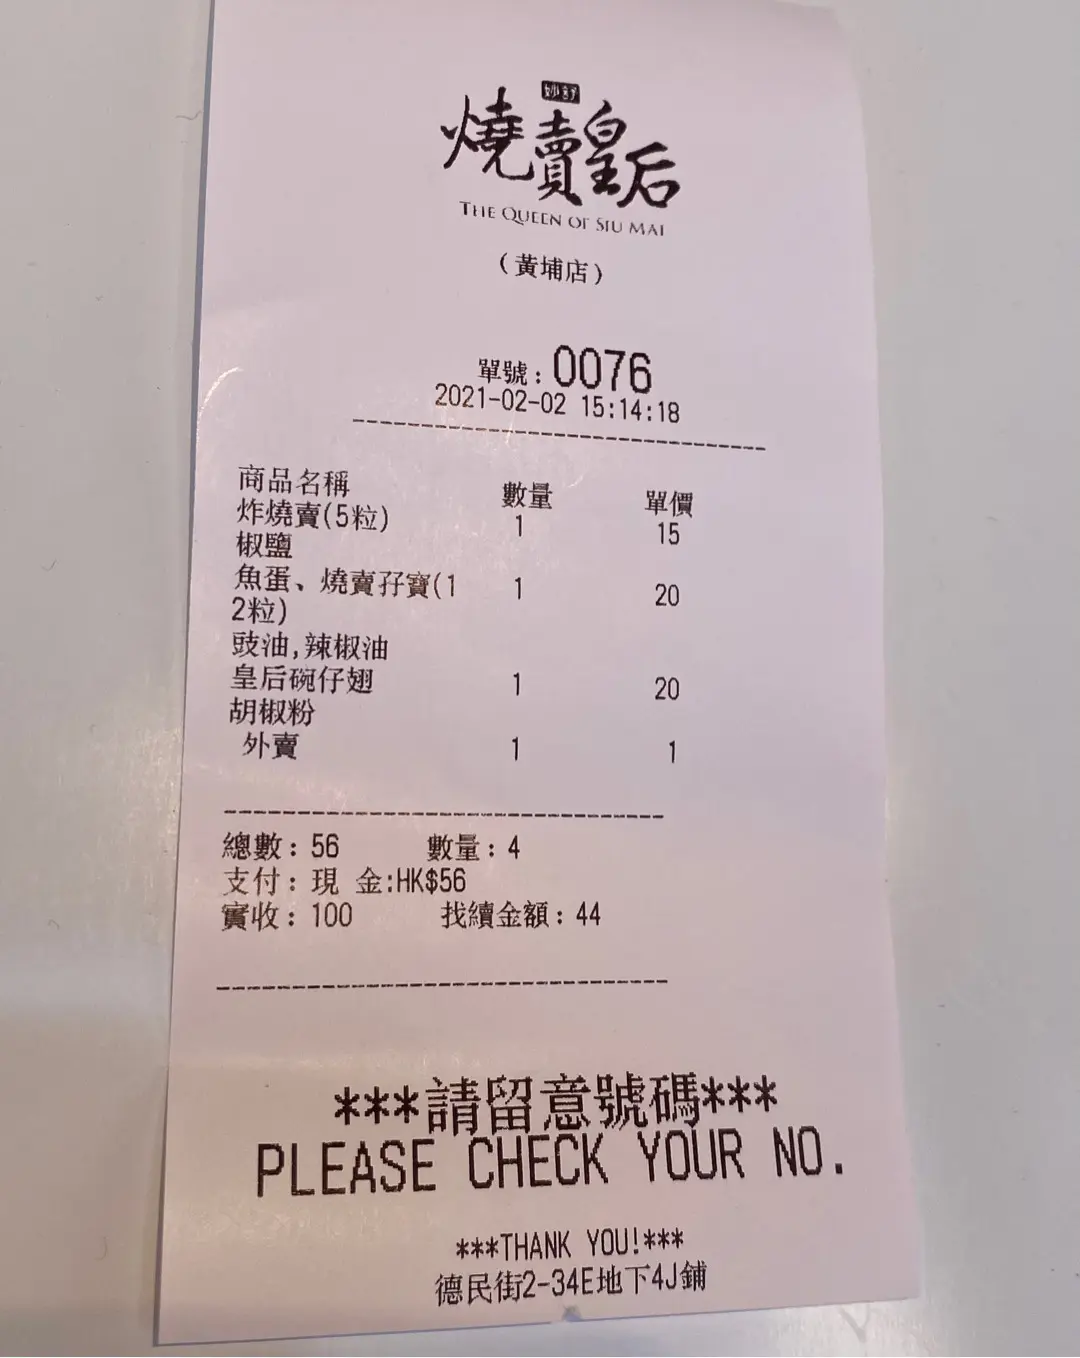 妙訏
燒賣皇后
THE QUEEN OF SIU MAI
(黃埔店)
單號: 0076
2021-02-02 15:14:18
商品名稱 數量 單價
炸燒賣(5粒) 1 15
椒鹽
魚蛋、燒賣孖寶(1 1 20
2粒)
豉油,辣椒油
皇后碗仔翅 1 20
胡椒粉
外賣 1 1
總數: 56 數量: 4
支付: 現 金:HK$56
實收: 100 找續金額: 44
***請留意號碼***
PLEASE CHECK YOUR NO.
***THANK YOU!***
德民街2-34E地下4J鋪